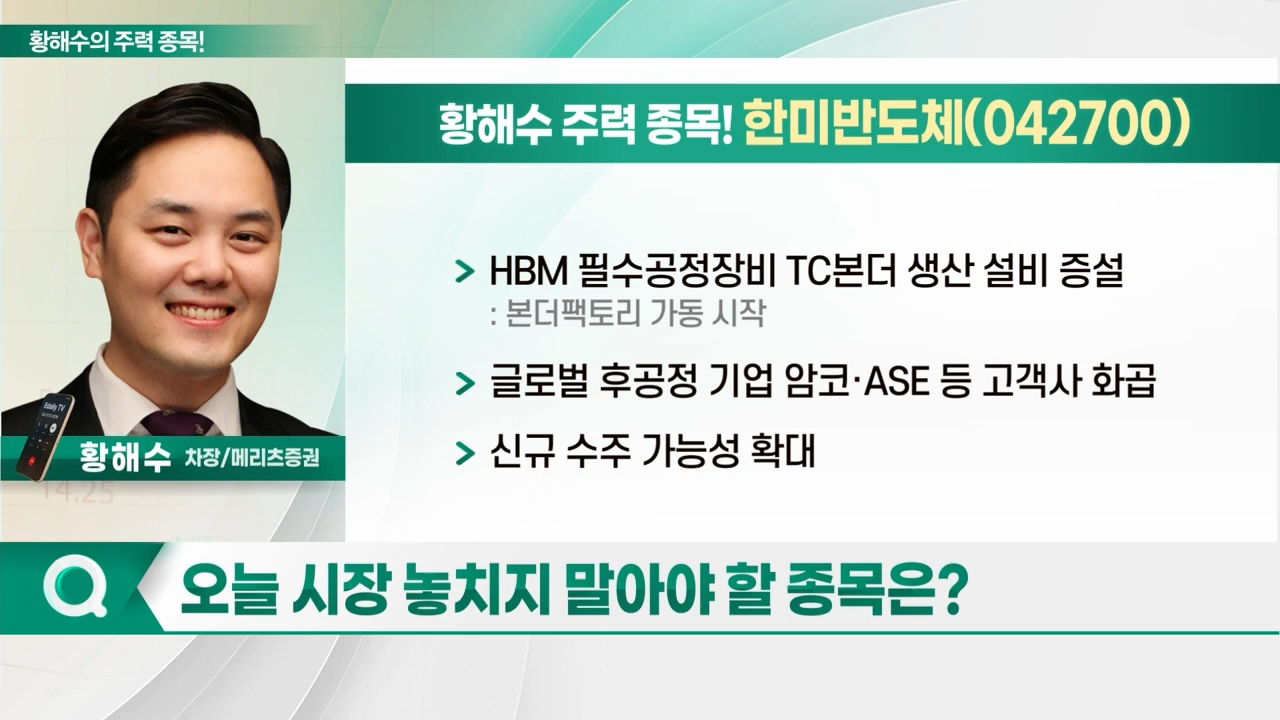 황해수의 주력 종목!
황해수 주력 종목! 한미반도체(042700)
> HBM 필수공정장비 TC본더 생산 설비 증설
: 본더팩토리 가동 시작
> 글로벌 후공정 기업 암코·ASE 등 고객사 화곱
> 신규 수주 가능성 확대
Edaily TV
황해수 차장/메리츠증권
14.25
오늘 시장 놓치지 말아야 할 종목은?